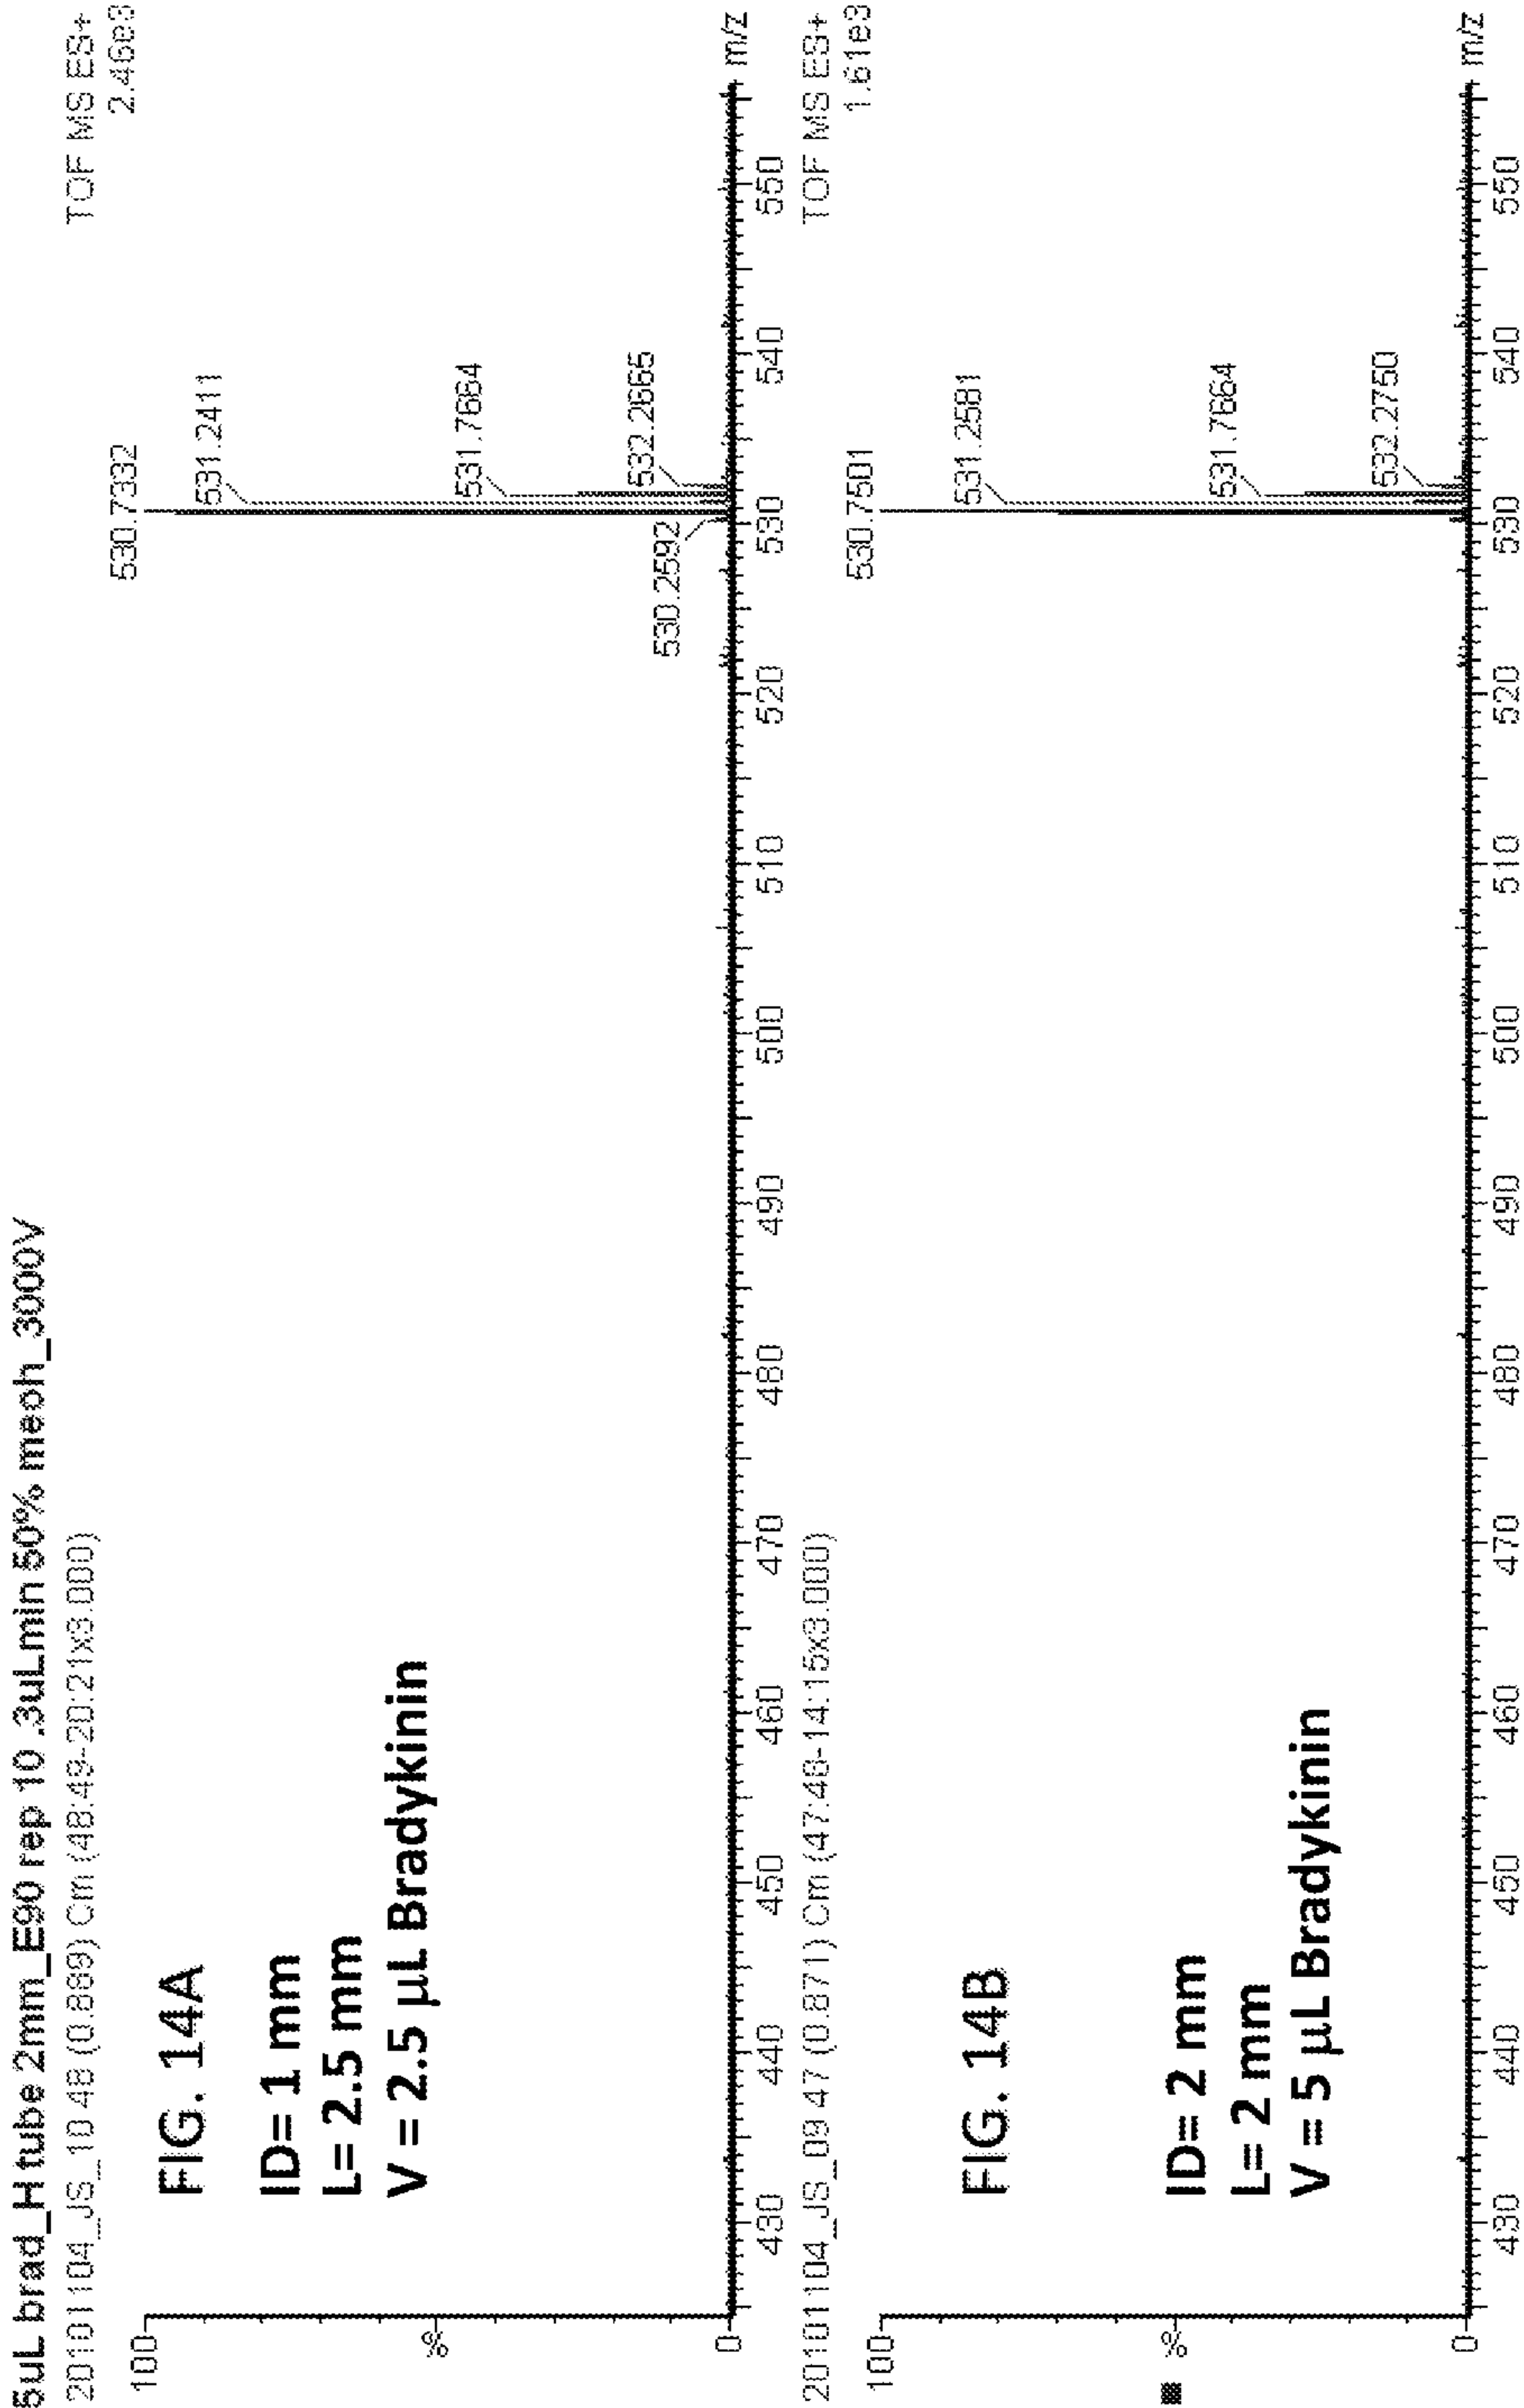 5uL brad_H tube 2mm_E90 rep 10 .3uLmin 50% meoh_3000V
20101104_JS_10 48 (0.889) Cm (48:49-20:21x3.000)
TOF MS ES+
2.46e3
FIG. 14A
ID= 1 mm
L= 2.5 mm
V = 2.5 µL Bradykinin
100
%
0
530.7332
531.2411
531.7664
532.2665
530.2592
430 440 450 460 470 480 490 500 510 520 530 540 550
m/z
20101104_JS_09 47 (0.871) Cm (47:48-14:15x3.000)
TOF MS ES+
1.61e3
FIG. 14B
ID= 2 mm
L= 2 mm
V = 5 µL Bradykinin
100
%
0
530.7501
531.2581
531.7664
532.2750
430 440 450 460 470 480 490 500 510 520 530 540 550
m/z